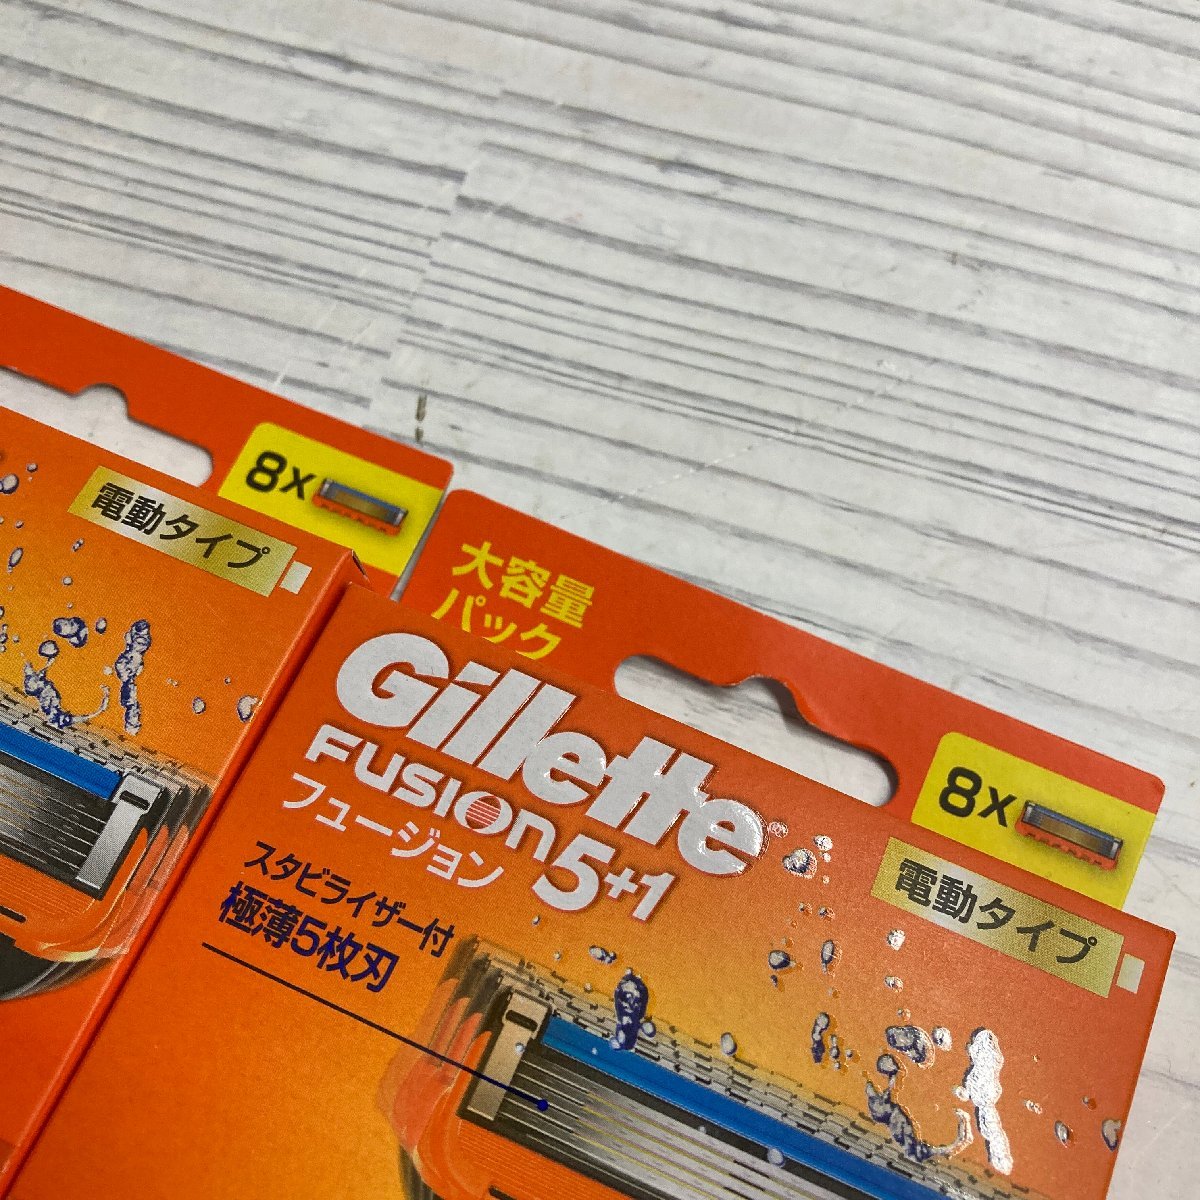 8x
電動タイプ
大容量
パック
Gillette
FUSION5+1
フュージョン
8x
電動タイプ
スタビライザー付
極薄5枚刃